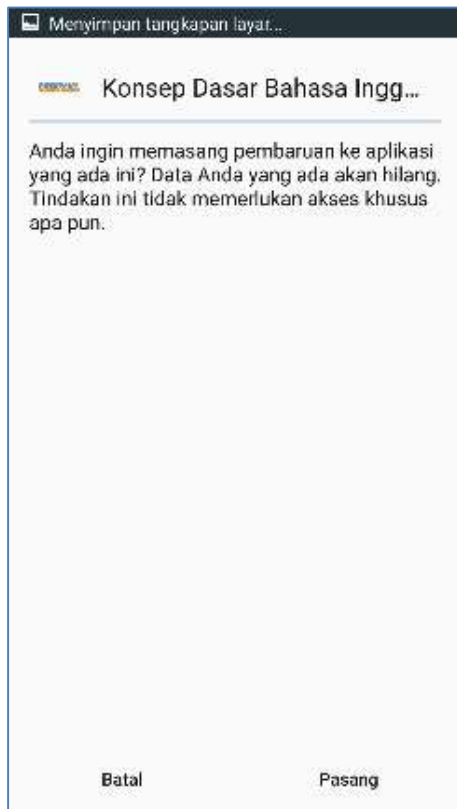 Menyimpan tangkapan layar...
Konsep Dasar Bahasa Ingg...
Anda ingin memasang pembaruan ke aplikasi
yang ada ini? Data Anda yang ada akan hilang.
Tindakan ini tidak memerlukan akses khusus
apa pun.
Batal Pasang